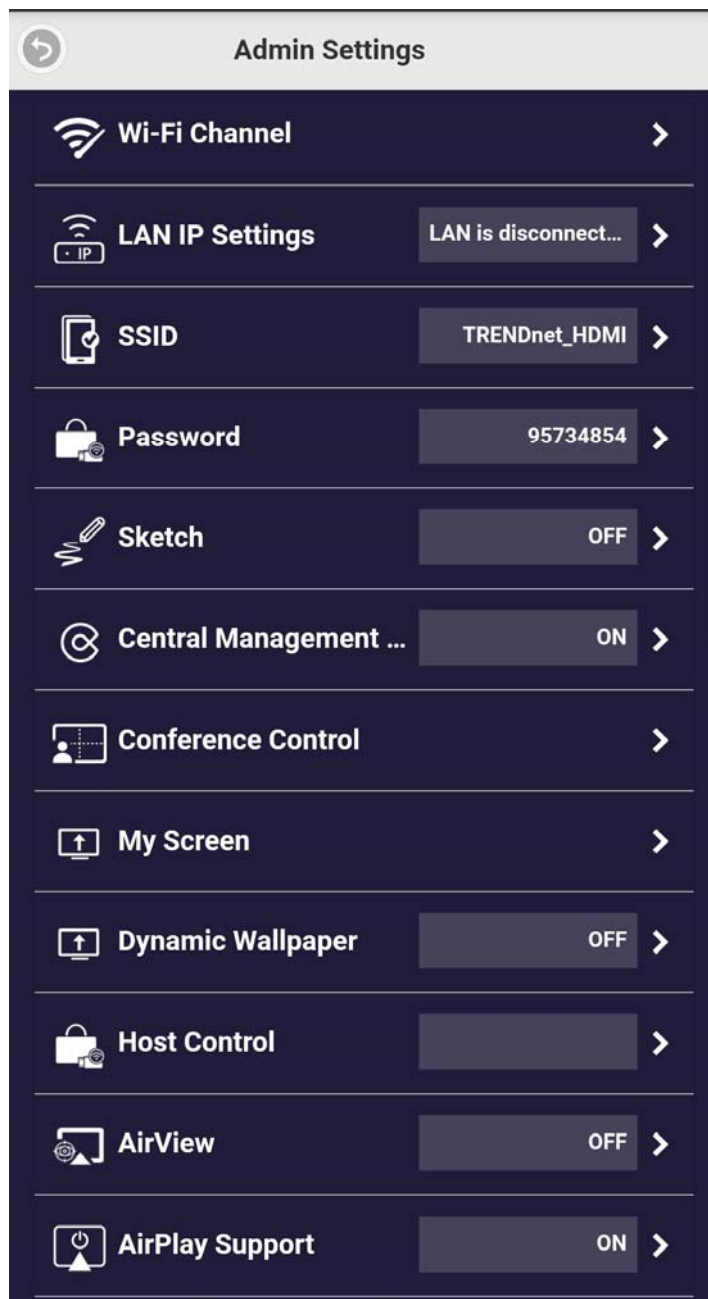 Admin Settings
Wi-Fi Channel
IP
LAN IP Settings
LAN is disconnect...
SSID
TRENDnet_HDMI
Password
95734854
Sketch
OFF
Central Management ...
ON
Conference Control
My Screen
Dynamic Wallpaper
OFF
Host Control
AirView
OFF
AirPlay Support
ON